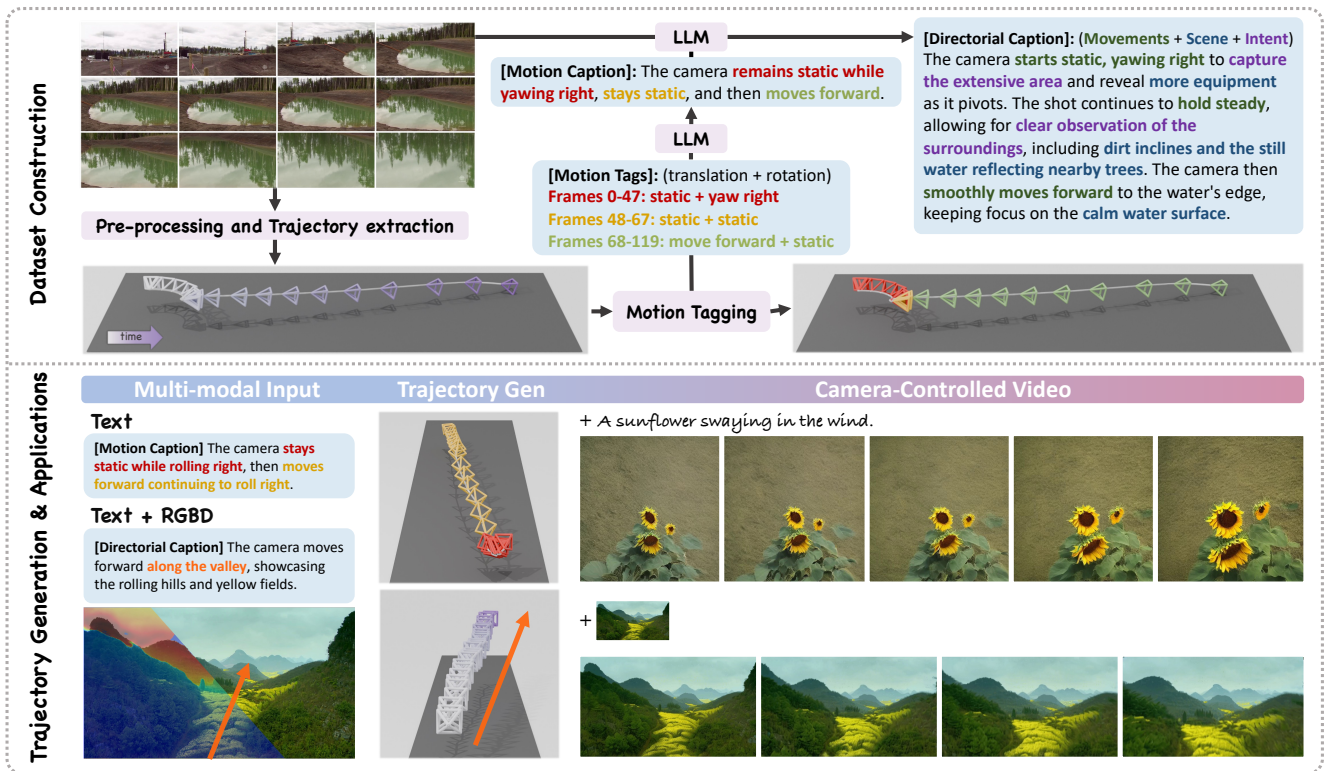 Dataset Construction
LLM
[Motion Caption]: The camera remains static while
yawing right, stays static, and then moves forward.
LLM
[Motion Tags]: (translation + rotation)
Frames 0-47: static + yaw right
Frames 48-67: static + static
Frames 68-119: move forward + static
[Directorial Caption]: (Movements + Scene + Intent)
The camera starts static, yawing right to capture
the extensive area and reveal more equipment
as it pivots. The shot continues to hold steady,
allowing for clear observation of the
surroundings, including dirt inclines and the still
water reflecting nearby trees. The camera then
smoothly moves forward to the water's edge,
keeping focus on the calm water surface.
Pre-processing and Trajectory extraction
time
Motion Tagging
Trajectory Generation & Applications
Multi-modal Input
Trajectory Gen
Camera-Controlled Video
Text
[Motion Caption] The camera stays
static while rolling right, then moves
forward continuing to roll right.
Text + RGBD
[Directorial Caption] The camera moves
forward along the valley, showcasing
the rolling hills and yellow fields.
+ A sunflower swaying in the wind.
+